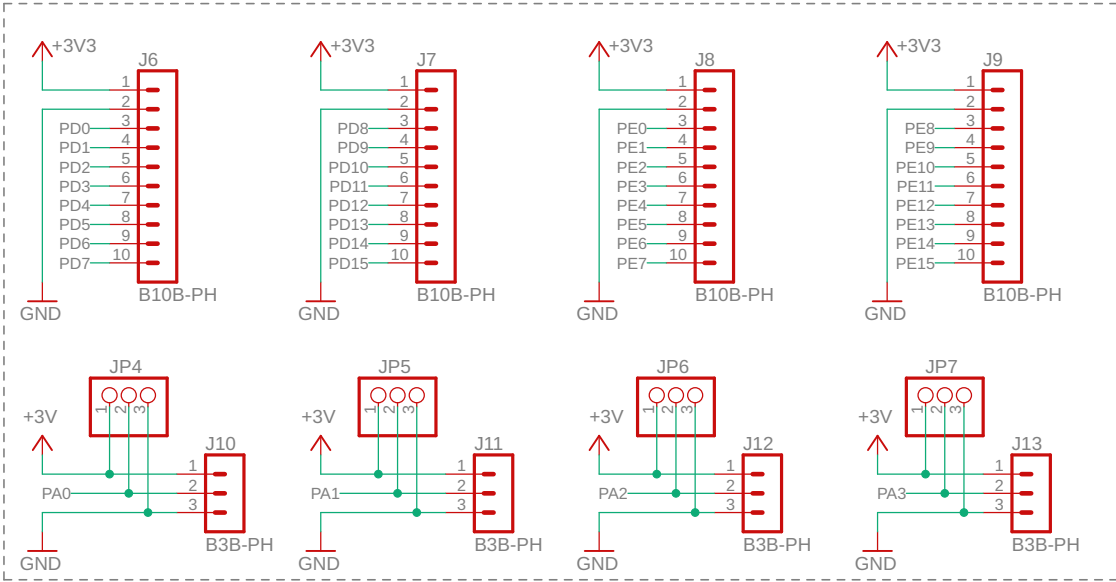 +3V3 +3V3 +3V3 +3V3
J6 J7 J8 J9
1 1 1 1
2 2 2 2
PD0 3 PD8 3 PE0 3 PE8 3
PD1 4 PD9 4 PE1 4 PE9 4
PD2 5 PD10 5 PE2 5 PE10 5
PD3 6 PD11 6 PE3 6 PE11 6
PD4 7 PD12 7 PE4 7 PE12 7
PD5 8 PD13 8 PE5 8 PE13 8
PD6 9 PD14 9 PE6 9 PE14 9
PD7 10 PD15 10 PE7 10 PE15 10
B10B-PH B10B-PH B10B-PH B10B-PH
GND GND GND GND
JP4 JP5 JP6 JP7
1 2 3 1 2 3 1 2 3 1 2 3
+3V +3V +3V +3V
J10 J11 J12 J13
1 1 1 1
PA0 2 PA1 2 PA2 2 PA3 2
3 3 3 3
B3B-PH B3B-PH B3B-PH B3B-PH
GND GND GND GND